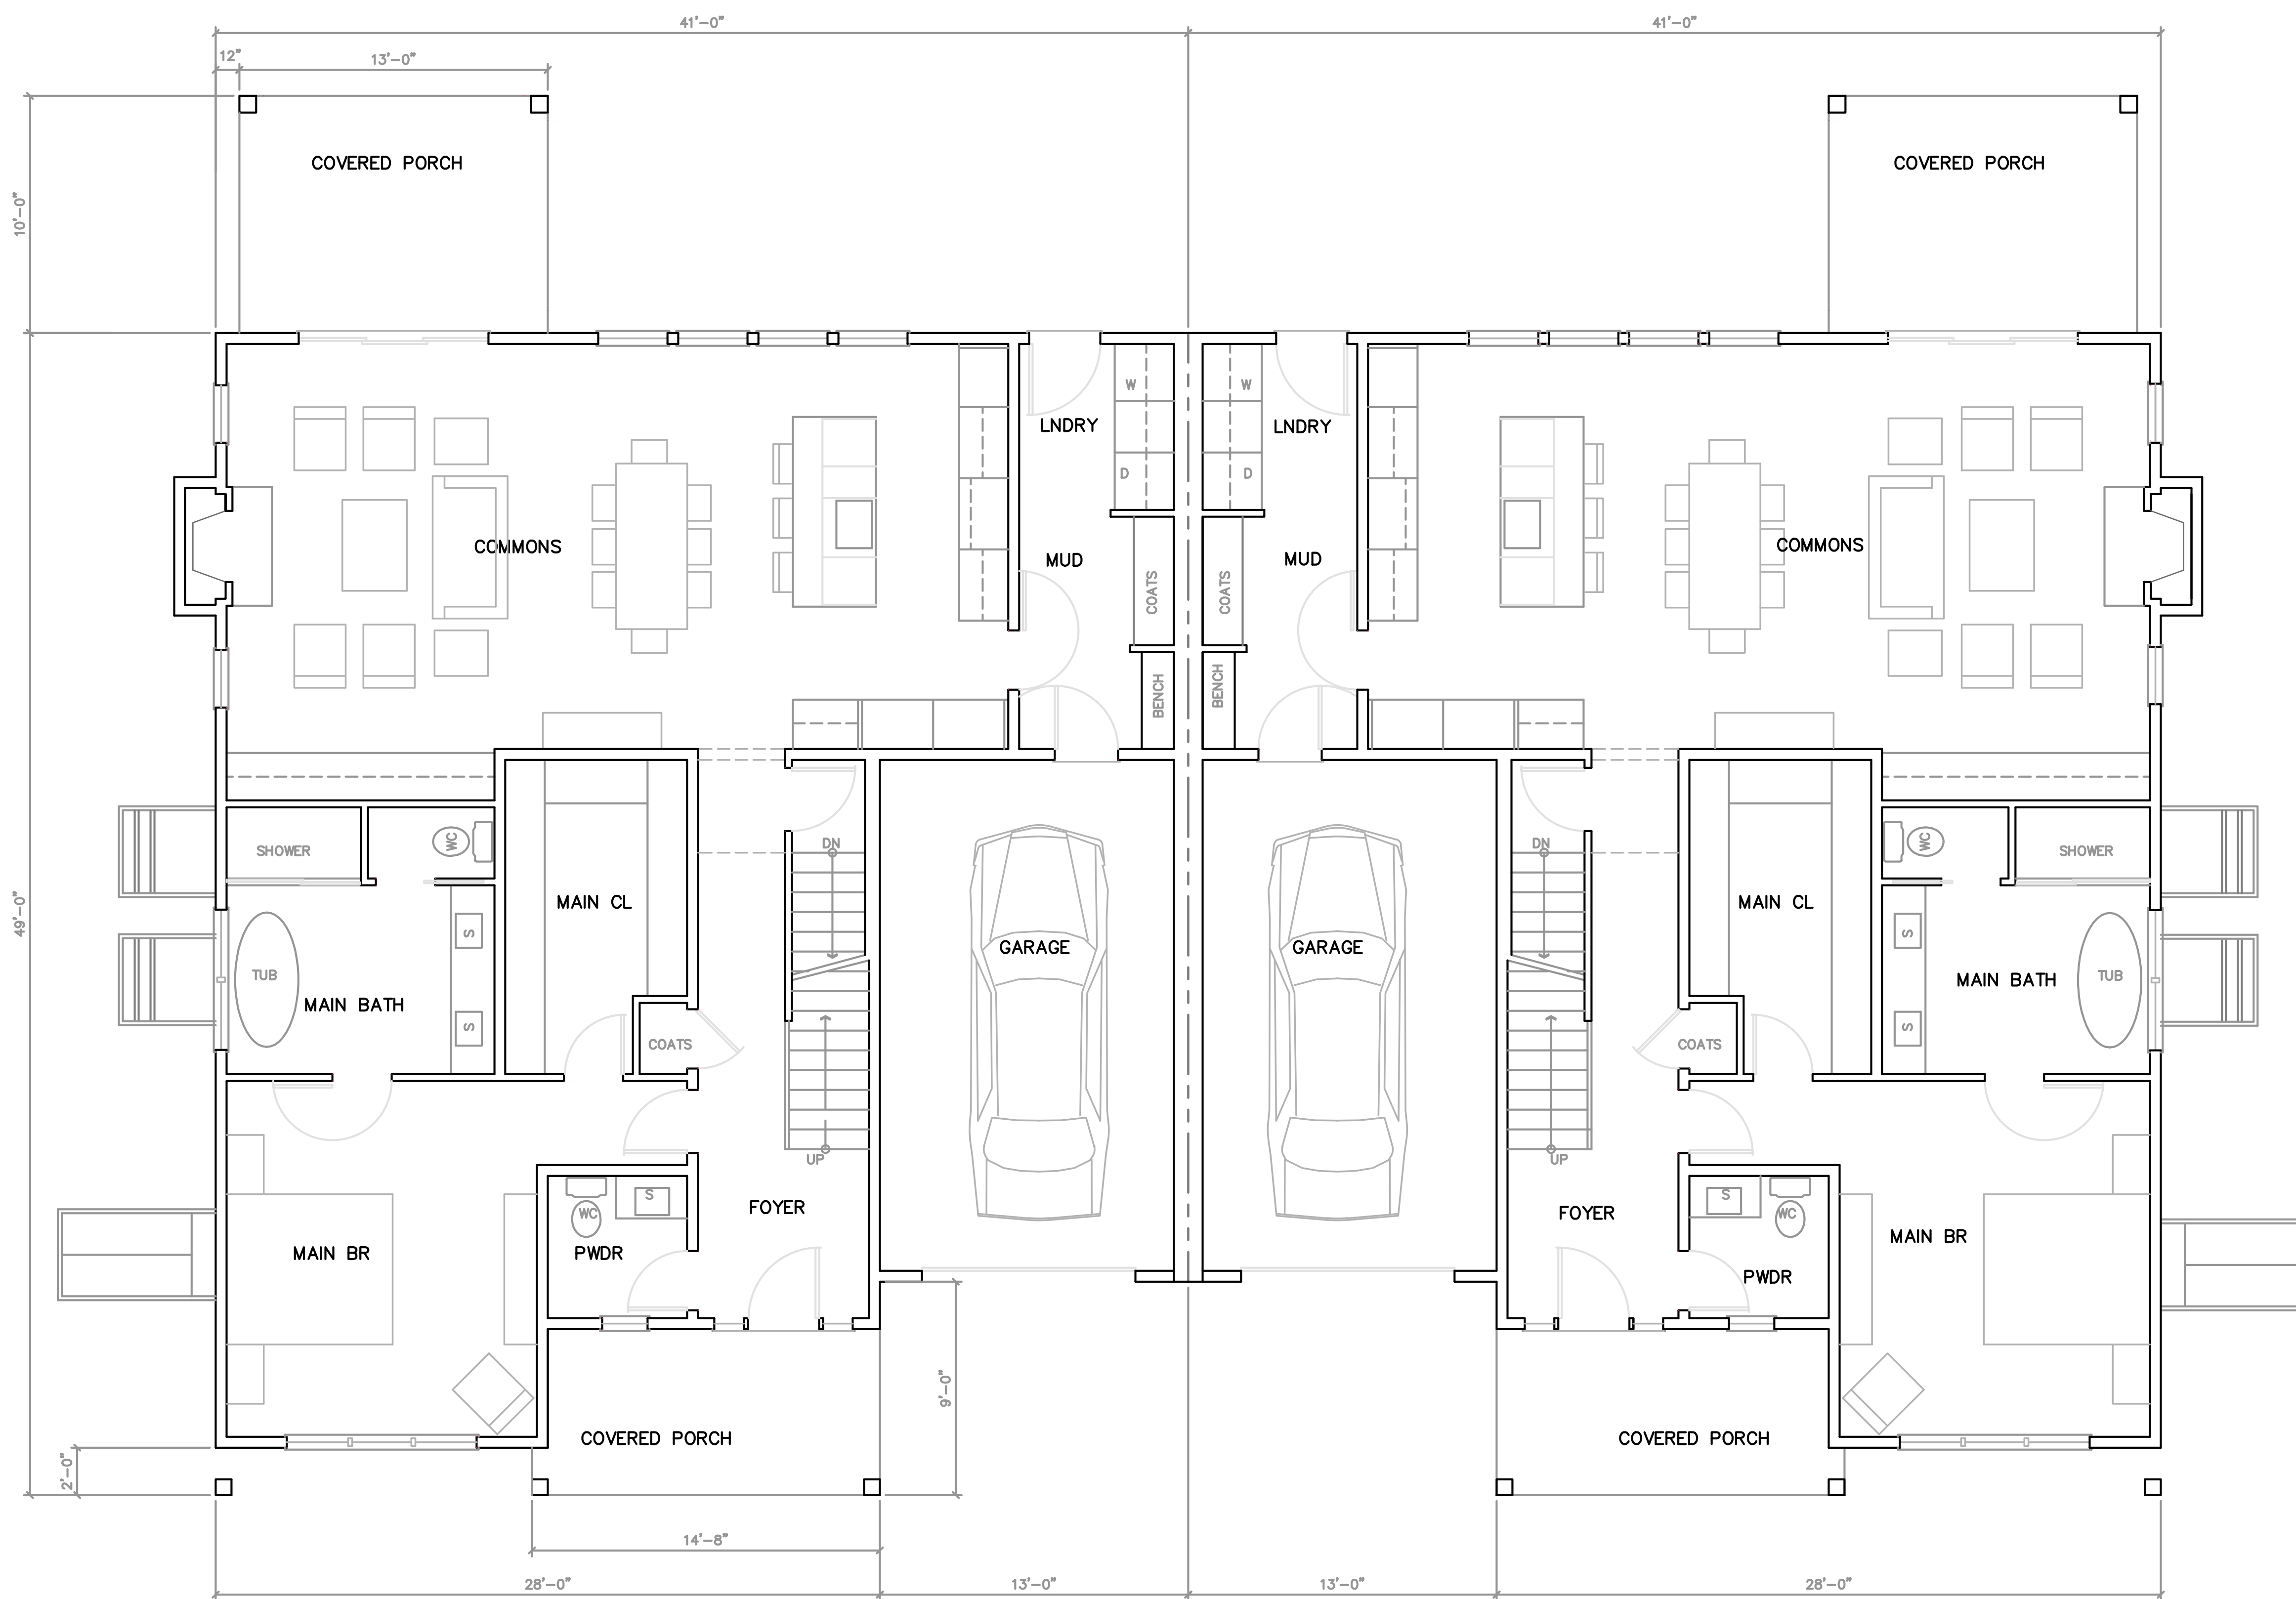 41'-0"
41'-0"
12"
13'-0"
COVERED PORCH
COVERED PORCH
10'-0"
W
W
LNDRY
LNDRY
D
D
COMMONS
MUD
MUD
COMMONS
COATS
COATS
BENCH
BENCH
SHOWER
WC
DN
DN
WC
SHOWER
MAIN CL
MAIN CL
49'-0"
S
GARAGE
GARAGE
S
TUB
MAIN BATH
MAIN BATH
TUB
S
S
COATS
COATS
UP
UP
S
S
WC
WC
FOYER
FOYER
MAIN BR
PWDR
MAIN BR
PWDR
9'-0"
COVERED PORCH
COVERED PORCH
2'-0"
14'-8"
28'-0"
13'-0"
13'-0"
28'-0"